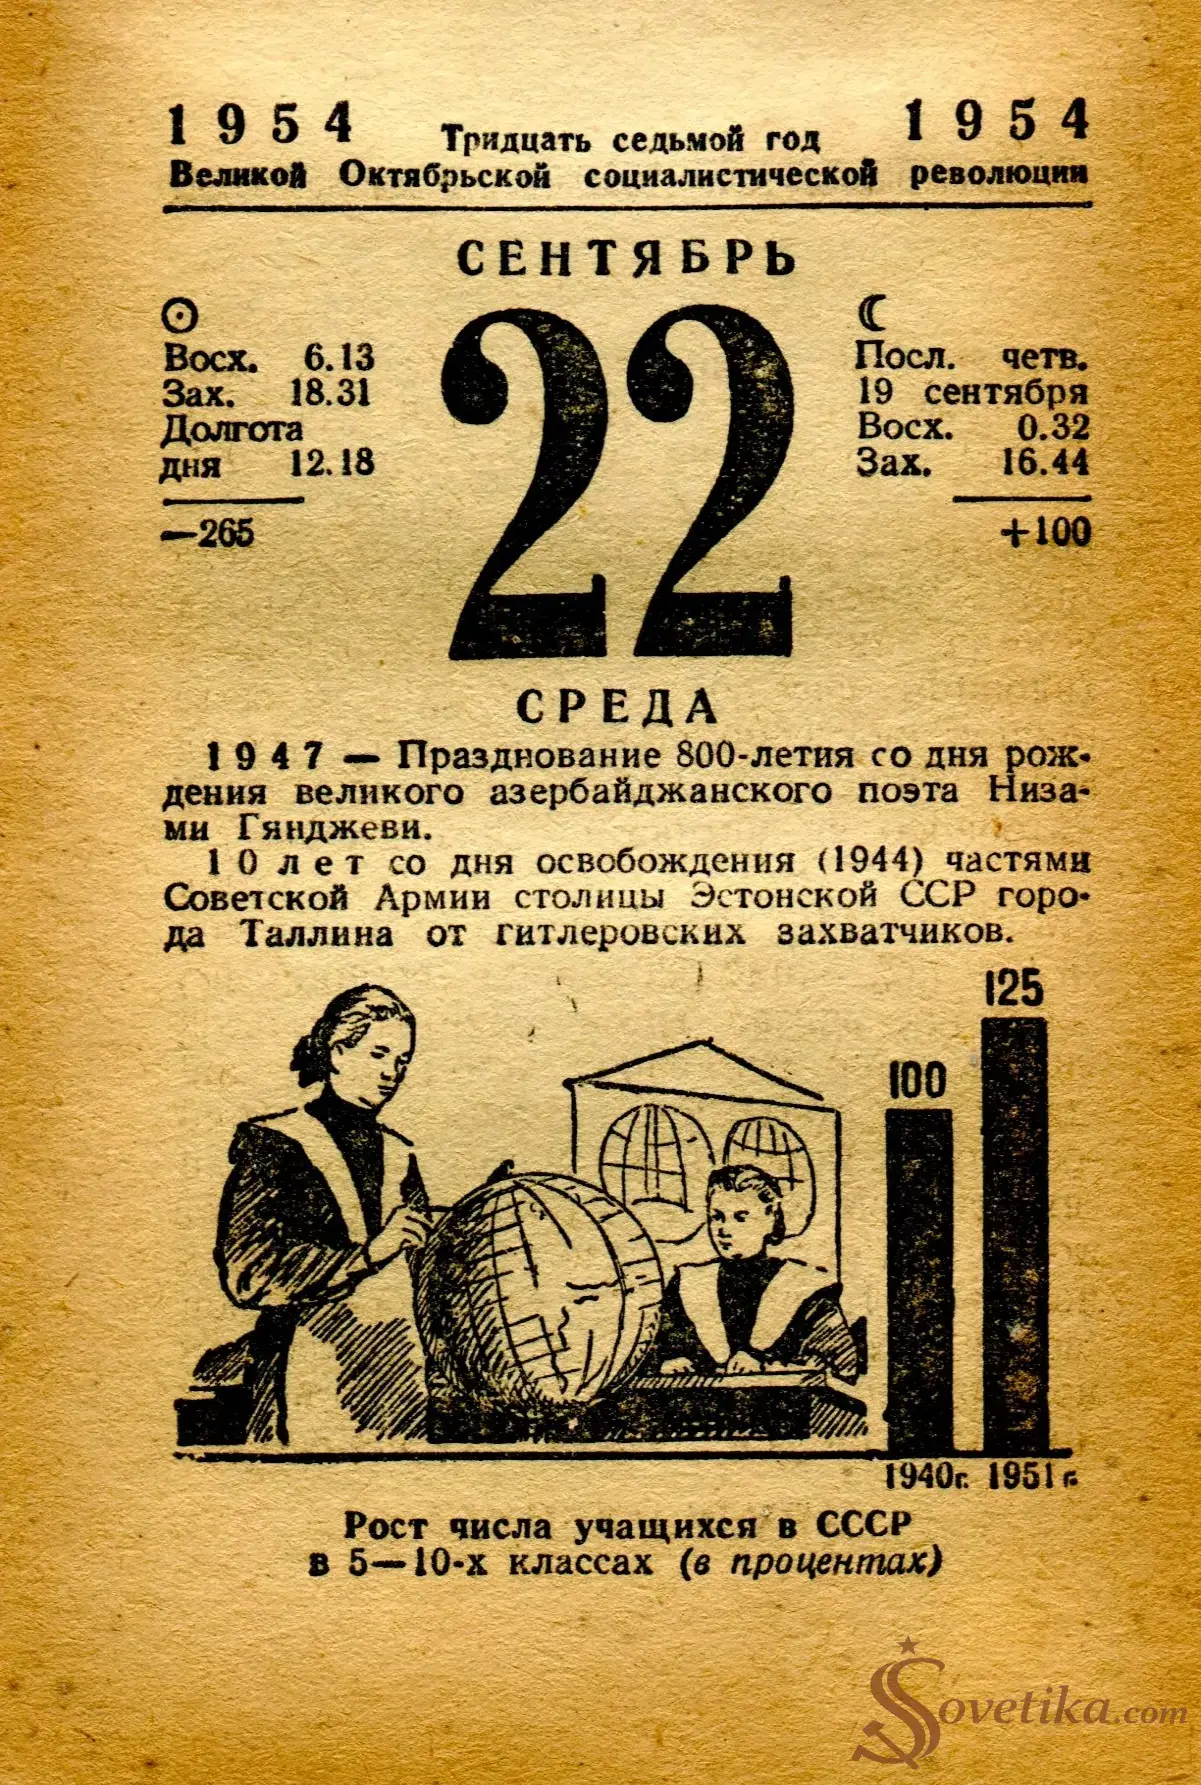 1954 Тридцать седьмой год 1954
Великой Октябрьской социалистической революции
СЕНТЯБРЬ
Восх. 6.13
Зах. 18.31
Долгота
дня 12.18
—265
22
Посл. четв.
19 сентября
Восх. 0.32
Зах. 16.44
+100
СРЕДА
1947 — Празднование 800-летия со дня рож-
дения великого азербайджанского поэта Низа-
ми Гянджеви.
10 лет со дня освобождения (1944) частями
Советской Армии столицы Эстонской ССР горо-
да Таллина от гитлеровских захватчиков.
125
100
1940г. 1951г.
Рост числа учащихся в СССР
в 5—10-х классах (в процентах)
Sovetika.com